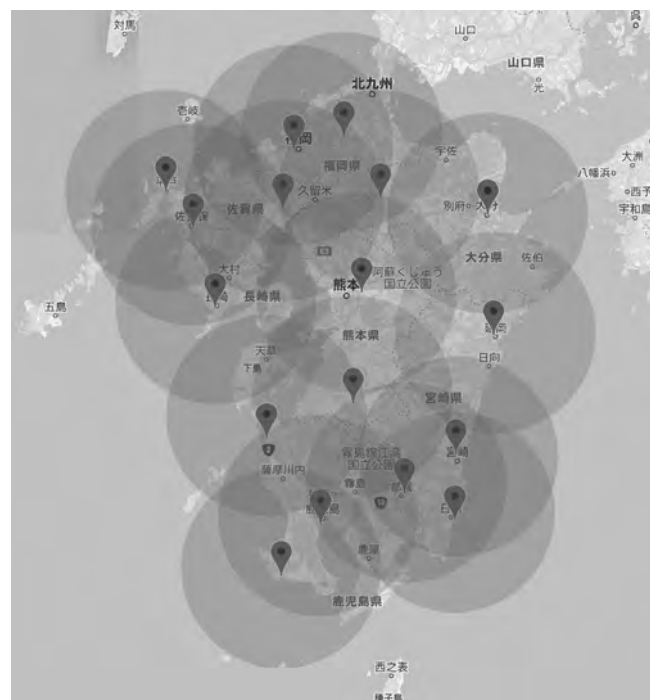 対馬
山口
山口県
光
北九州
壱岐
福岡県
宇佐
八幡浜
大洲
西予
宇和島
佐賀県
久留米
別府
大分県
佐伯
大村
長崎県
阿蘇くじゅう
国立公園
熊本
五島
熊本県
天草
下島
日向
宮崎県
3
宮崎
霧島錦江湾
国立公園
薩摩川内
霧島
10
鹿屋
鹿児島県
西之表
種子島